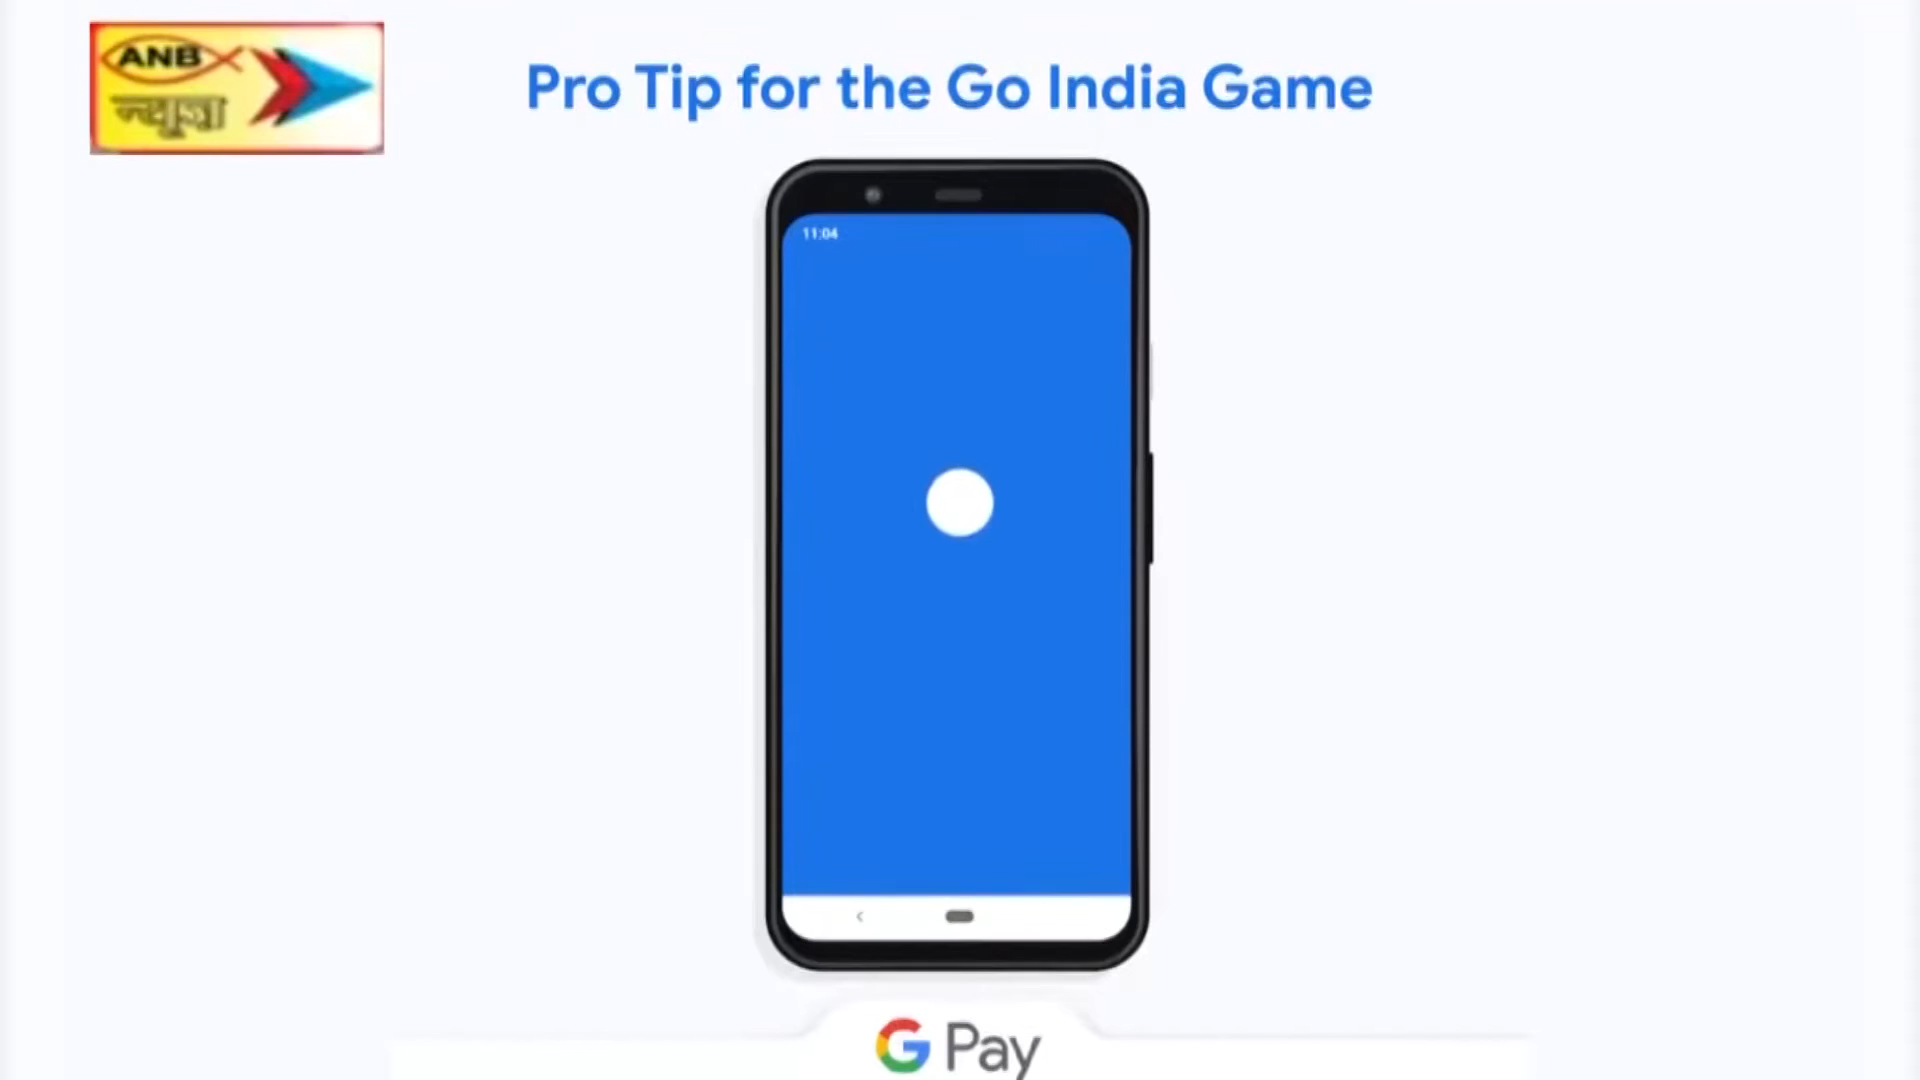 ANB
न्यूज़
Pro Tip for the Go India Game
11:04
G Pay